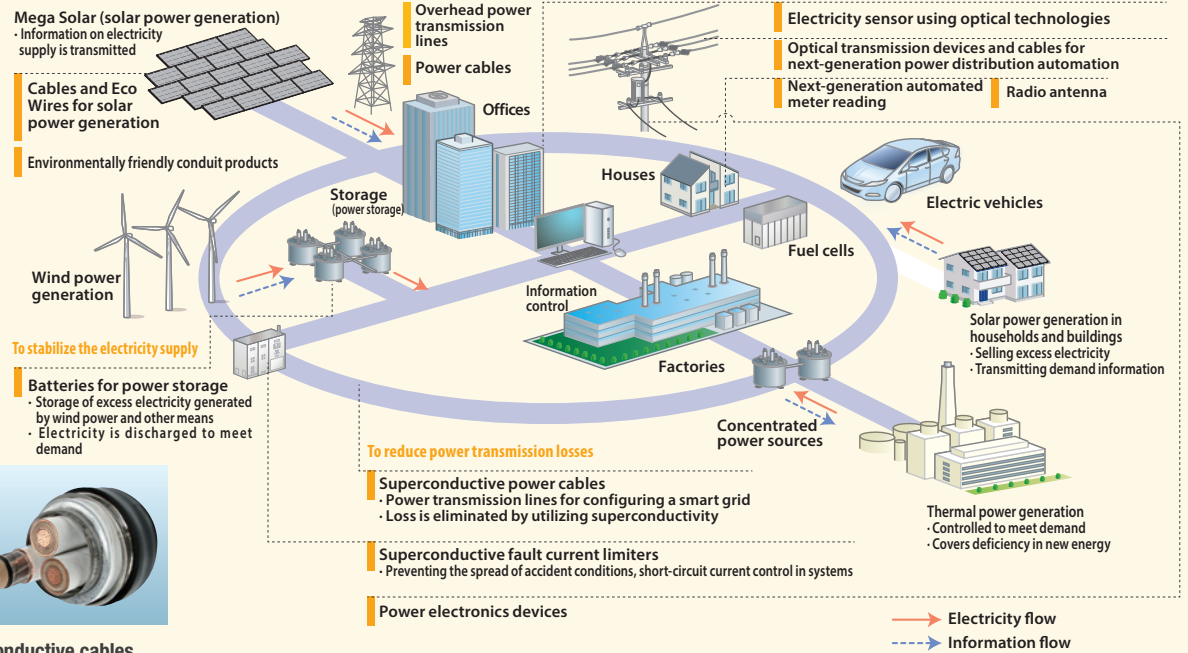 Mega Solar (solar power generation)
· Information on electricity
supply is transmitted
Cables and Eco
Wires for solar
power generation
Environmentally friendly conduit products
Overhead power
transmission
lines
Power cables
Electricity sensor using optical technologies
Optical transmission devices and cables for
next-generation power distribution automation
Next-generation automated
meter reading
Radio antenna
Offices
Houses
Storage
(power storage)
Electric vehicles
Fuel cells
Wind power
generation
Information
control
Factories
Solar power generation in
households and buildings
· Selling excess electricity
· Transmitting demand information
To stabilize the electricity supply
Batteries for power storage
· Storage of excess electricity generated
by wind power and other means
· Electricity is discharged to meet
demand
Concentrated
power sources
To reduce power transmission losses
Superconductive power cables
· Power transmission lines for configuring a smart grid
· Loss is eliminated by utilizing superconductivity
Thermal power generation
· Controlled to meet demand
· Covers deficiency in new energy
Superconductive fault current limiters
· Preventing the spread of accident conditions, short-circuit current control in systems
Power electronics devices
Electricity flow
Information flow
onductive cables